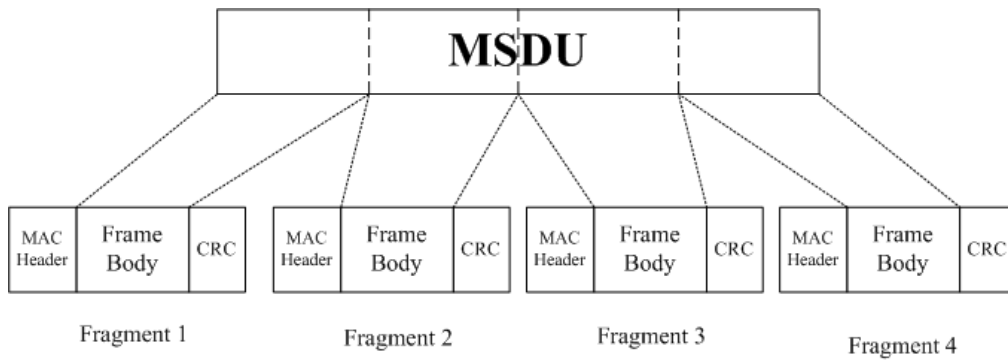 MSDU
MAC
Header
Frame
Body
CRC
MAC
Header
Frame
Body
CRC
MAC
Header
Frame
Body
CRC
MAC
Header
Frame
Body
CRC
Fragment 1
Fragment 2
Fragment 3
Fragment 4